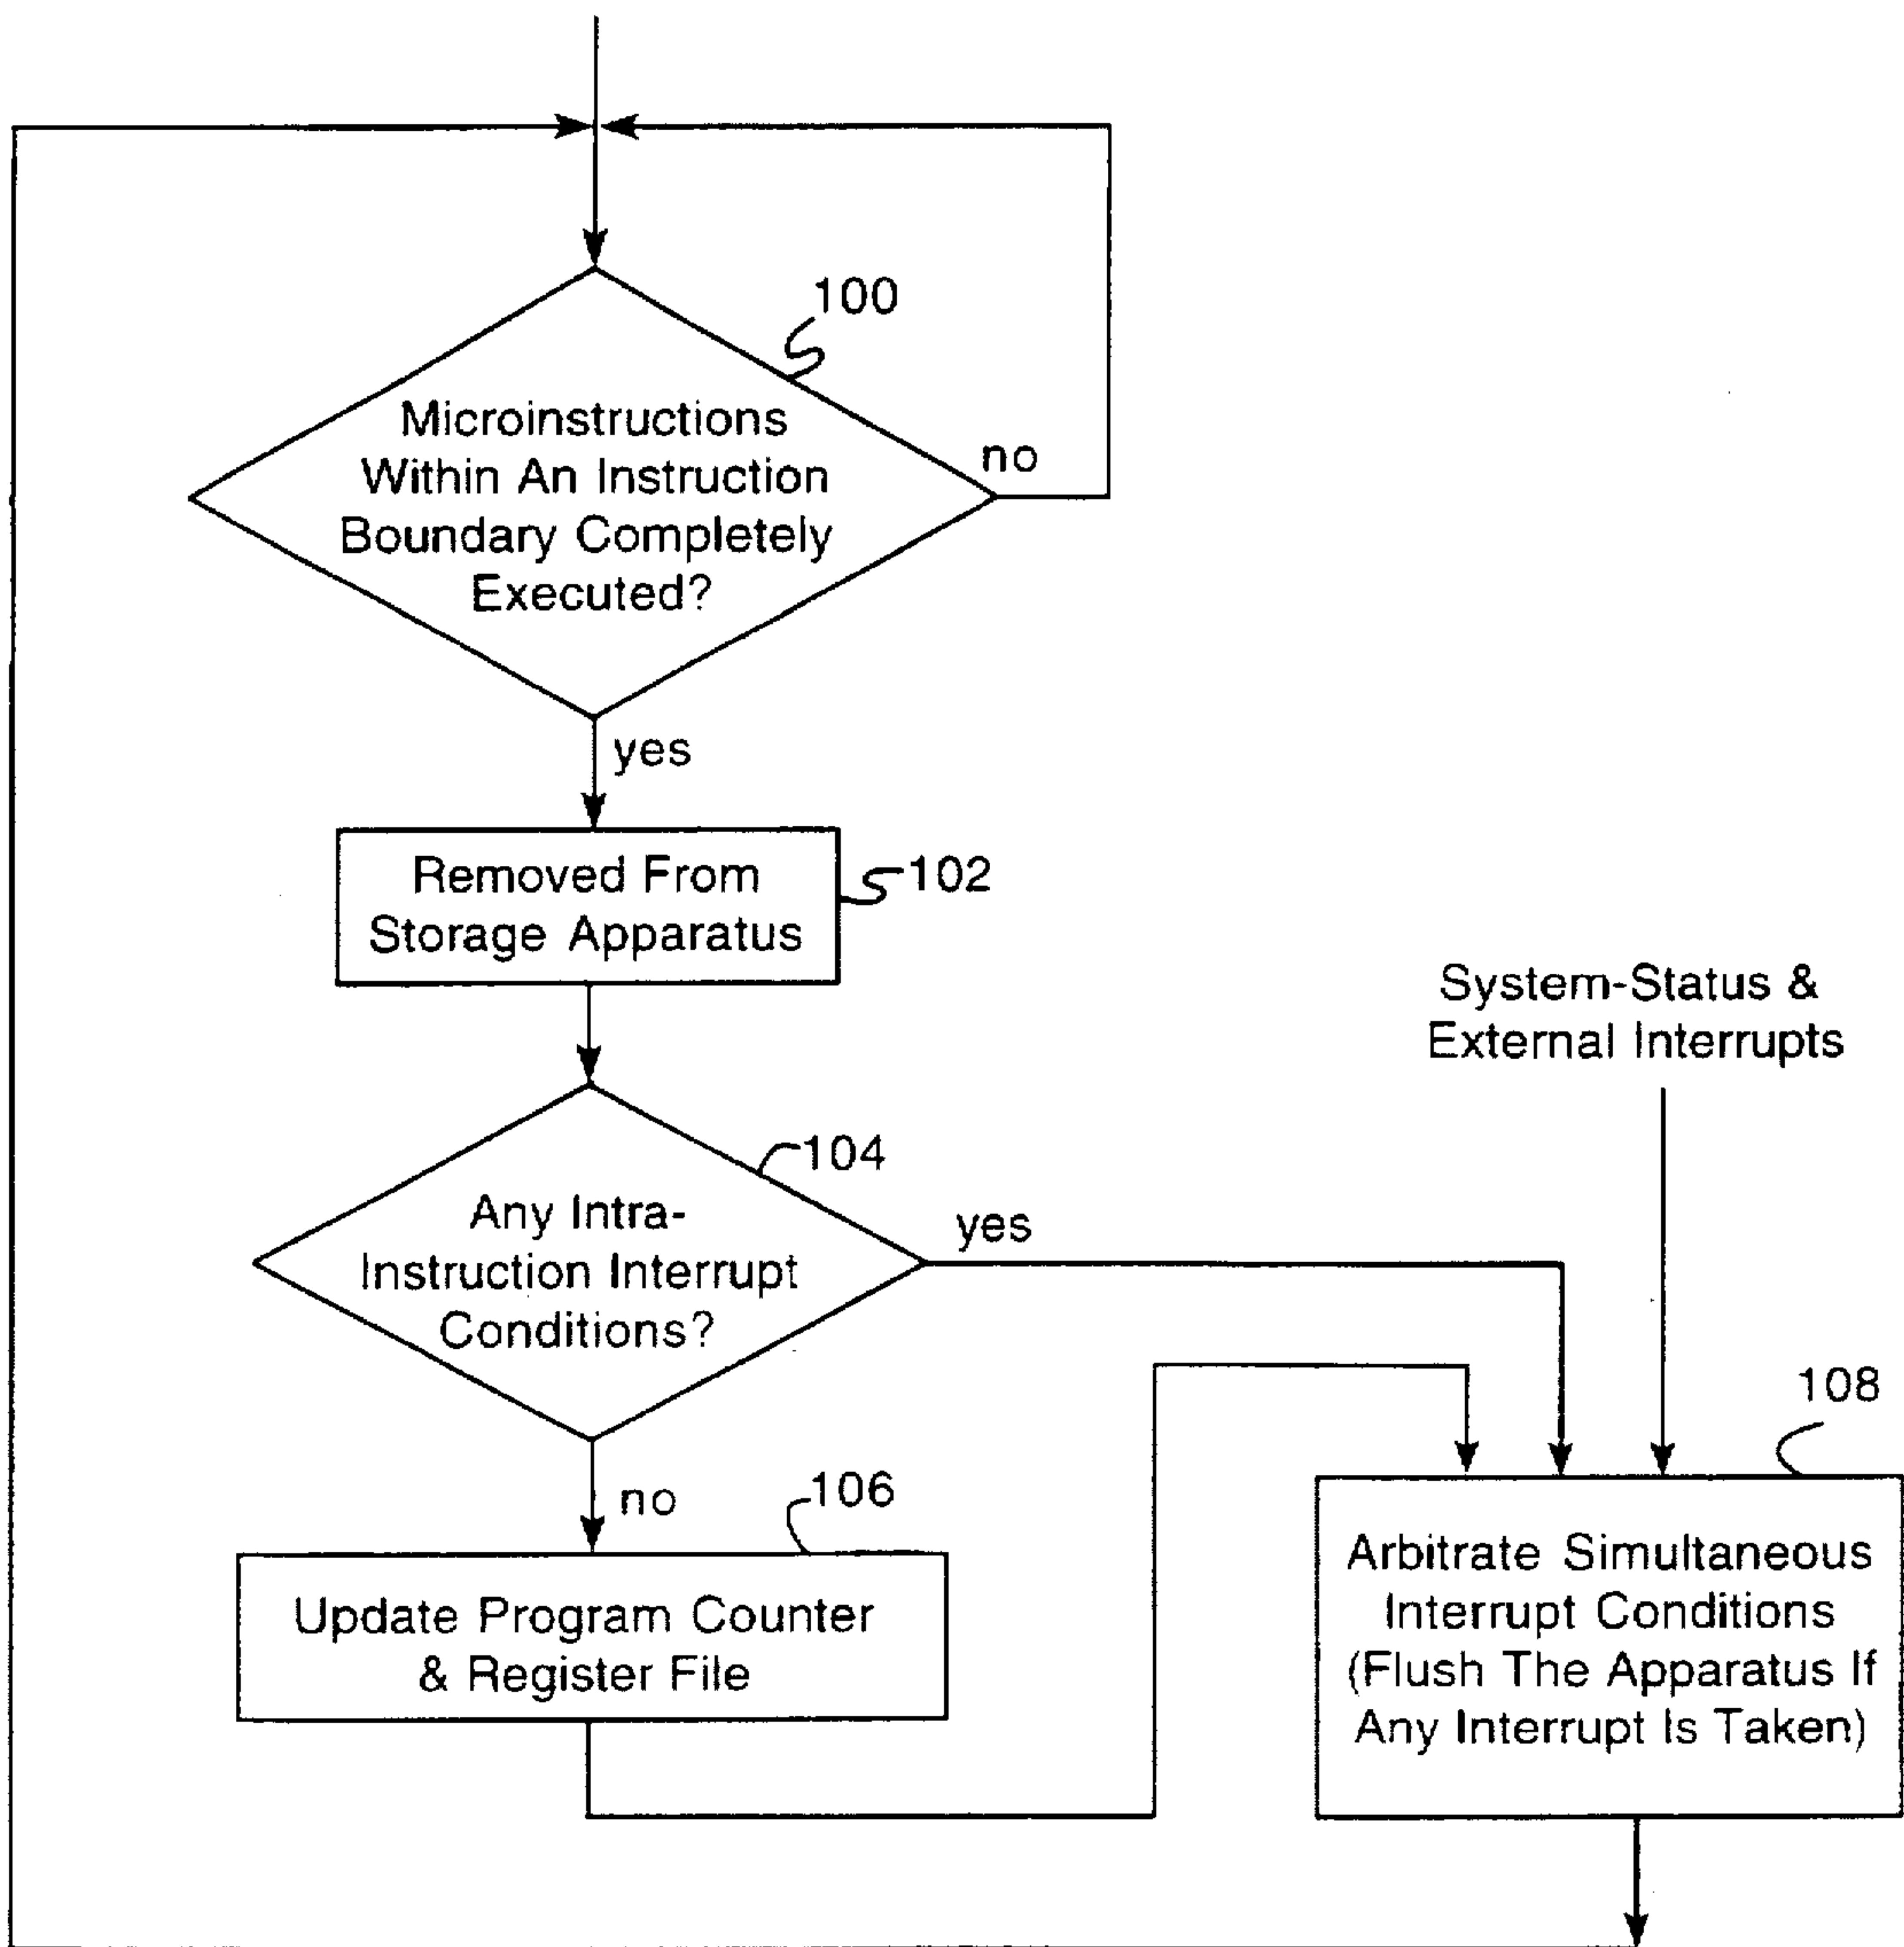 100
Microinstructions
Within An Instruction
Boundary Completely
Executed?
no
yes
Removed From
Storage Apparatus
102
System-Status &
External Interrupts
104
Any Intra-
Instruction Interrupt
Conditions?
yes
no
106
Update Program Counter
& Register File
108
Arbitrate Simultaneous
Interrupt Conditions
(Flush The Apparatus If
Any Interrupt Is Taken)